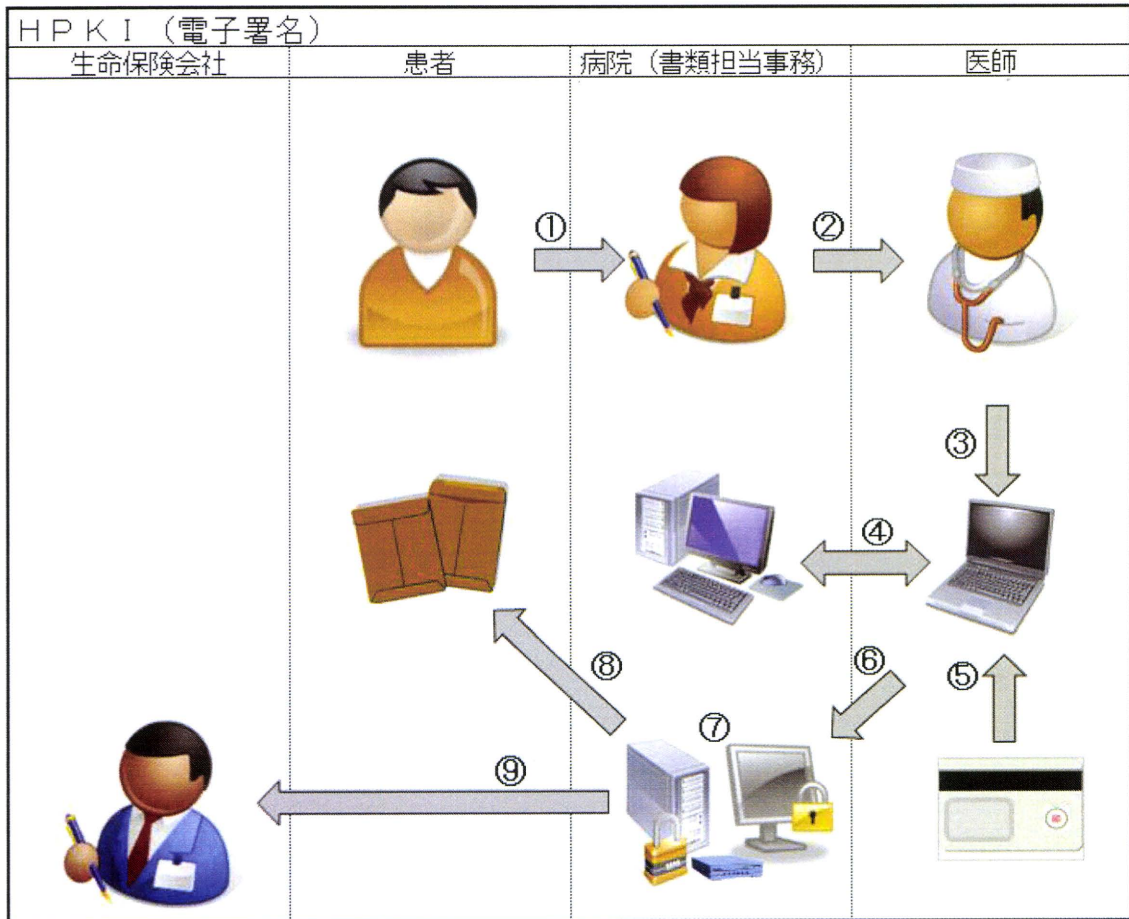 HPKI（電子署名）
生命保険会社 患者 病院（書類担当事務） 医師
① ②
③
④
⑧ ⑥ ⑤
⑦
⑨